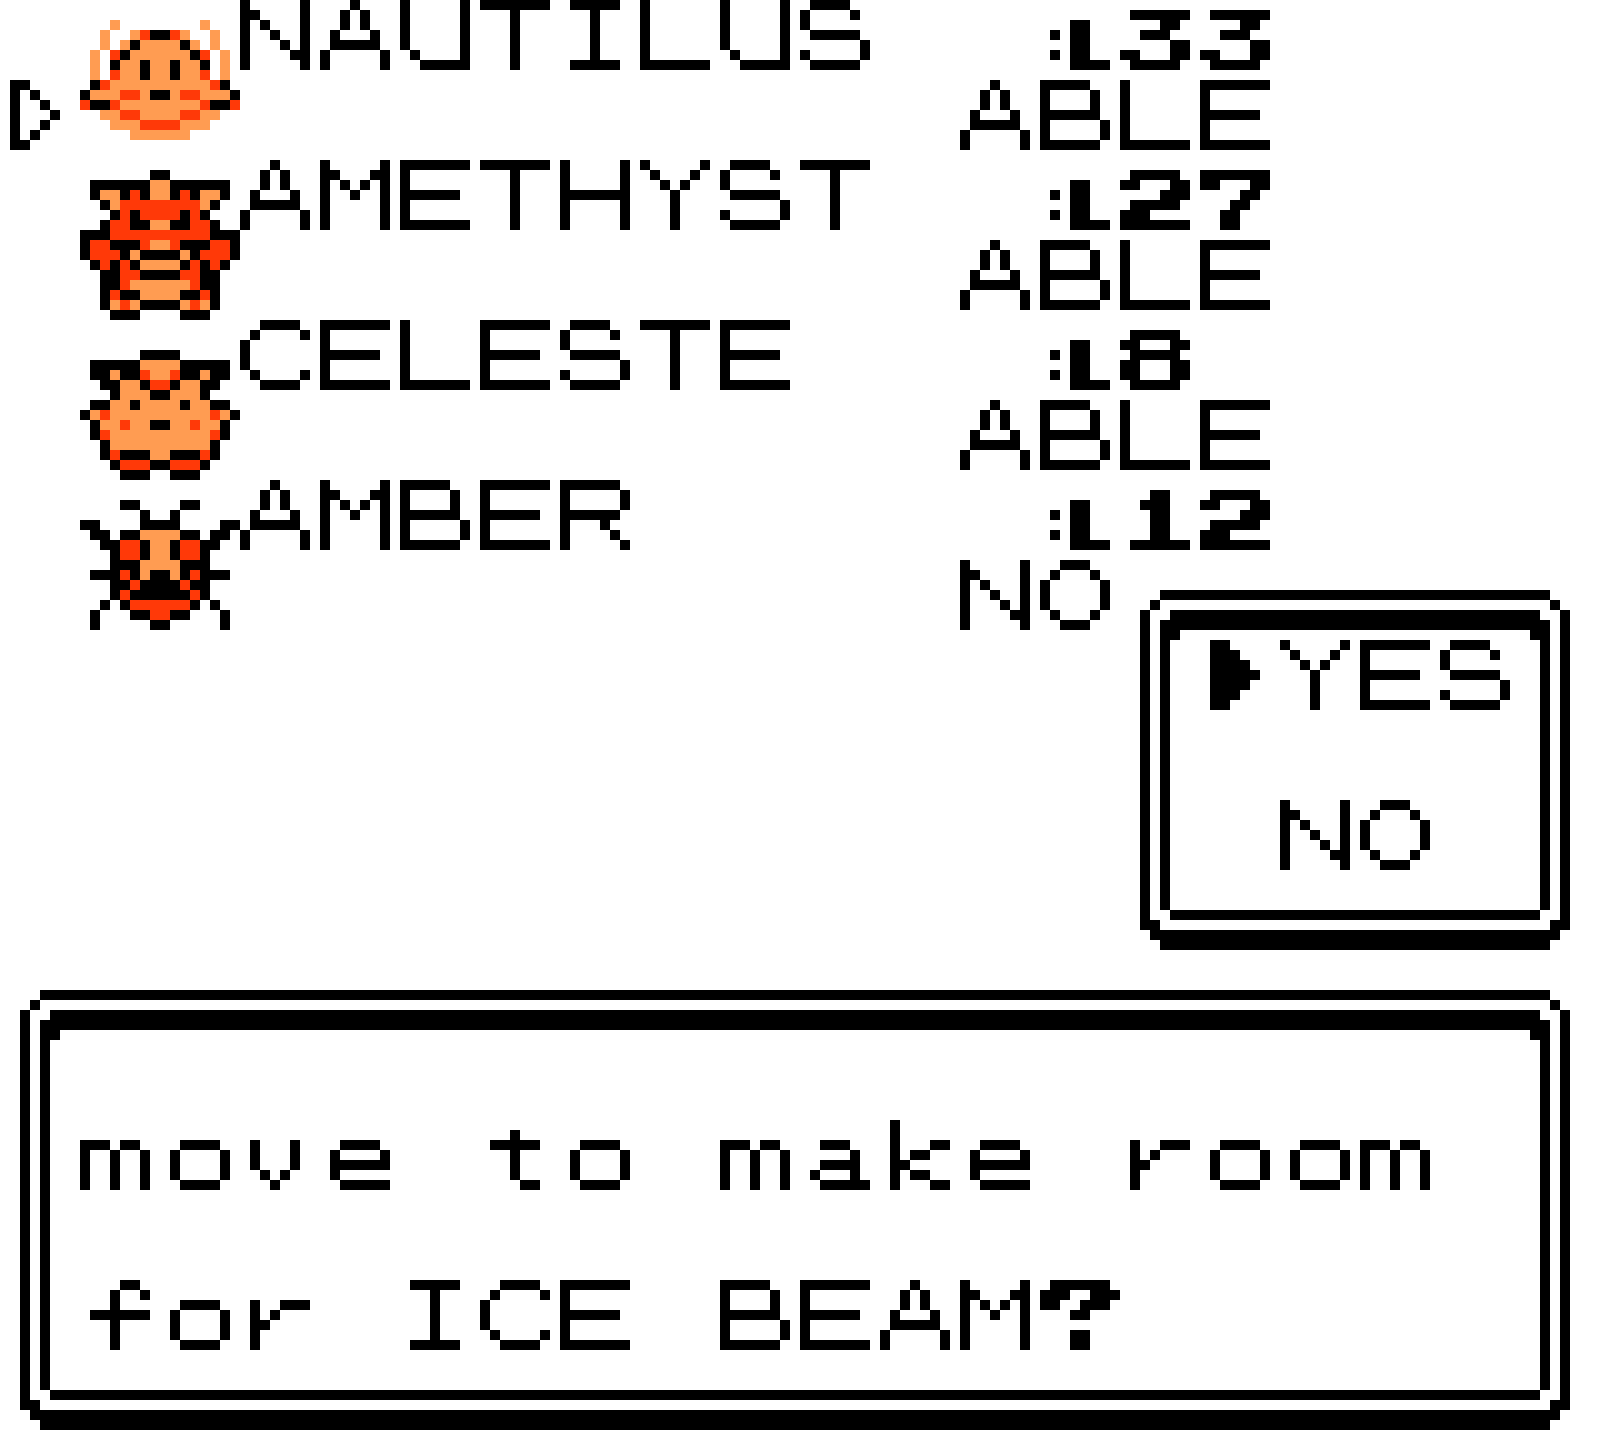 NAUTILUS :L33
ABLE
AMETHYST :L27
ABLE
CELESTE :L8
ABLE
AMBER :L12
NO
▶YES
NO
move to make room
for ICE BEAM?